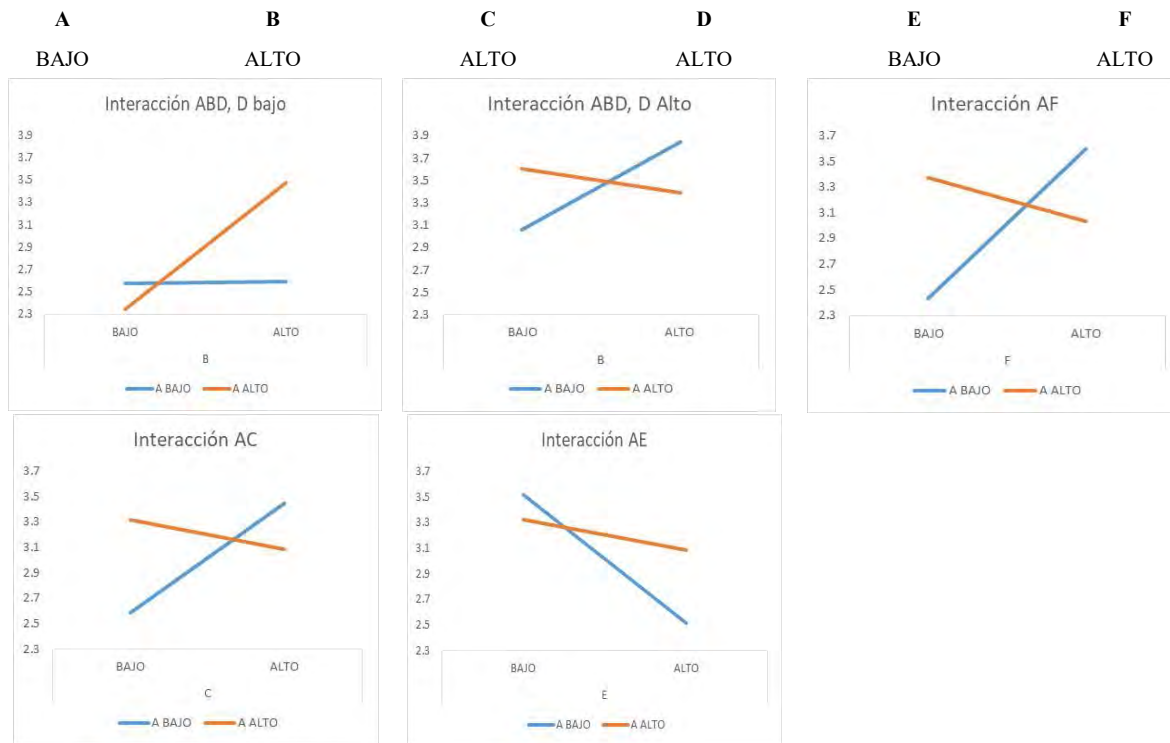 A B C D E F
BAJO ALTO ALTO ALTO BAJO ALTO
Interacción ABD, D bajo
3.9
3.7
3.5
3.3
3.1
2.9
2.7
2.5
2.3
BAJO ALTO
B
A BAJO A ALTO
Interacción ABD, D Alto
3.9
3.7
3.5
3.3
3.1
2.9
2.7
2.5
2.3
BAJO ALTO
B
A BAJO A ALTO
Interacción AF
3.7
3.5
3.3
3.1
2.9
2.7
2.5
2.3
BAJO ALTO
F
A BAJO A ALTO
Interacción AC
3.7
3.5
3.3
3.1
2.9
2.7
2.5
2.3
BAJO ALTO
C
A BAJO A ALTO
Interacción AE
3.7
3.5
3.3
3.1
2.9
2.7
2.5
2.3
BAJO ALTO
E
A BAJO A ALTO